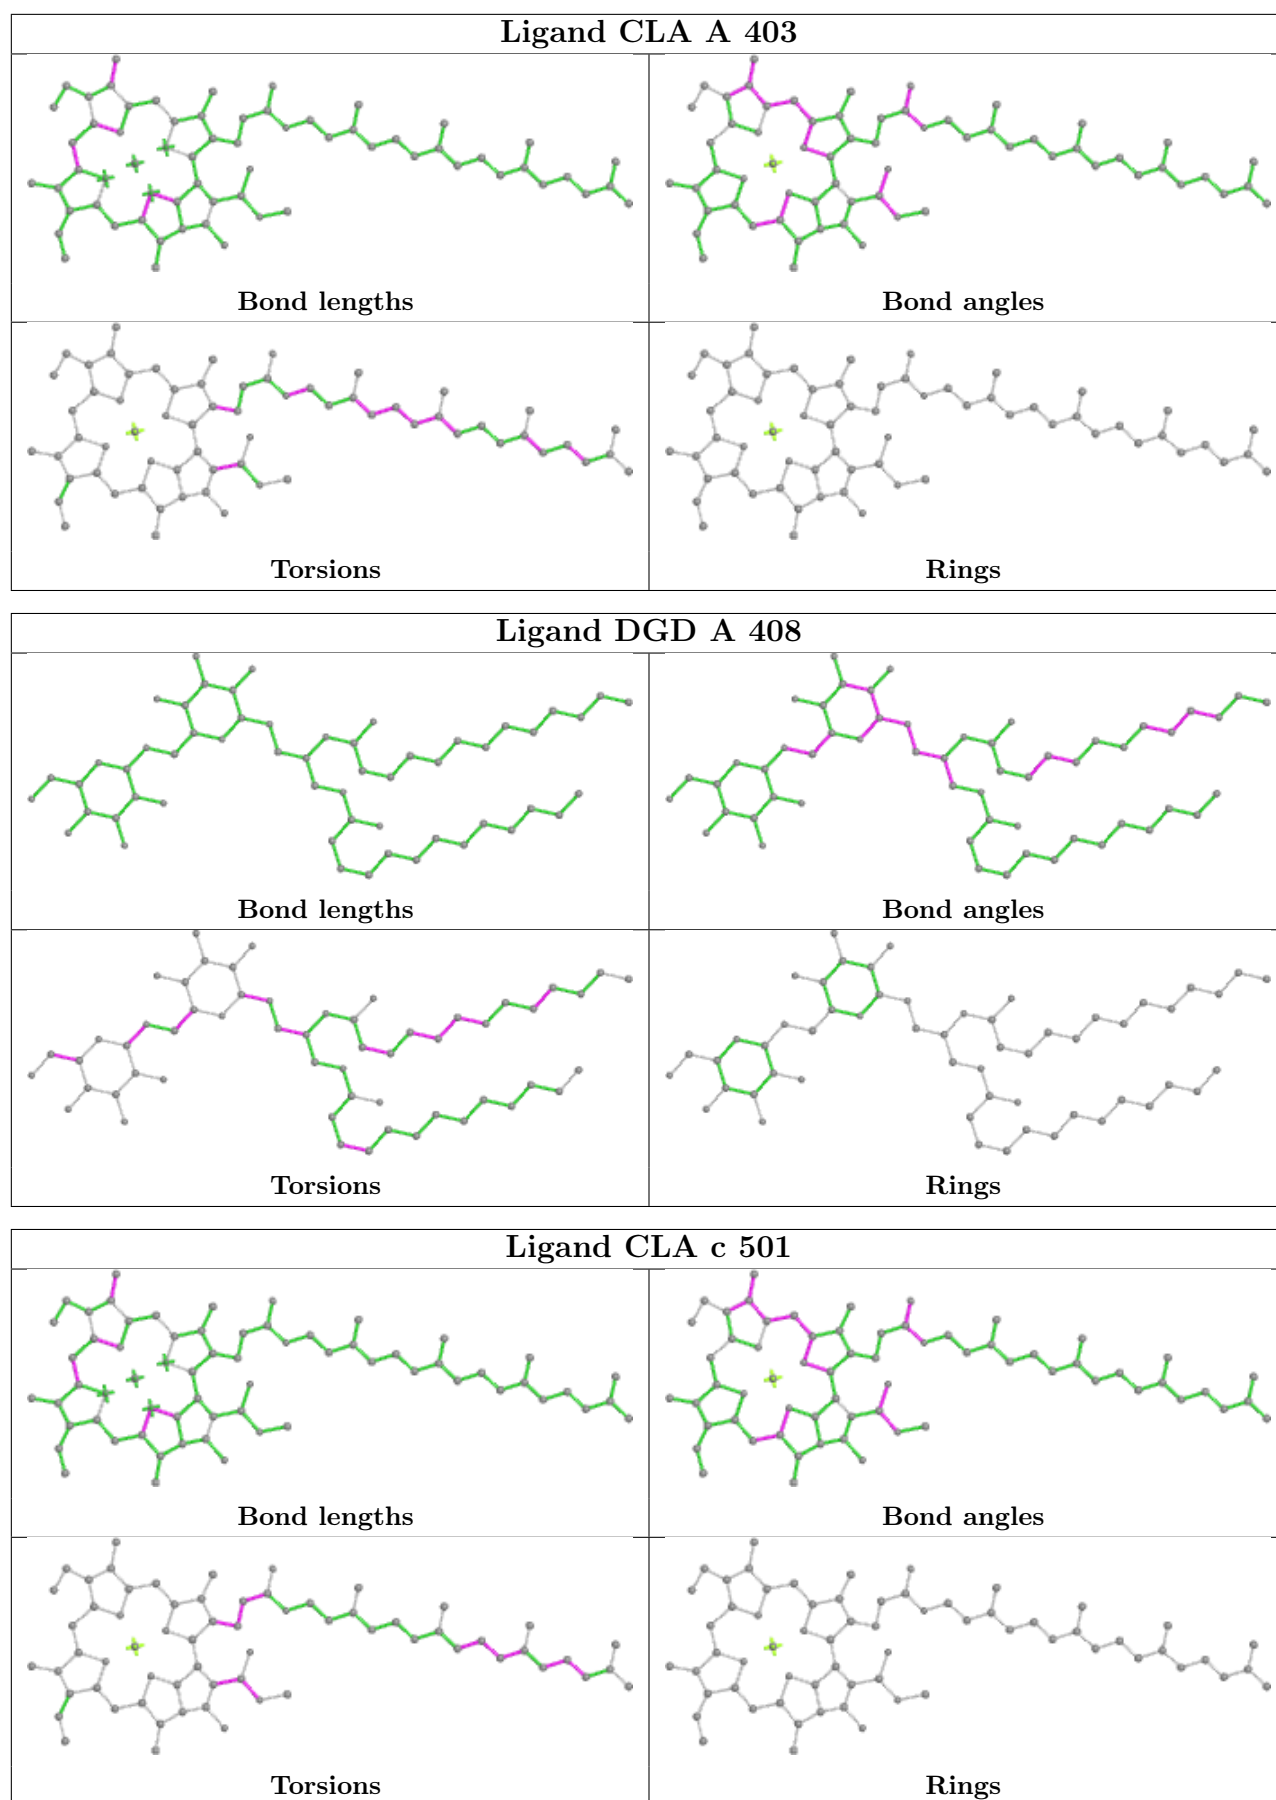 Ligand CLA A 403
Bond lengths
Bond angles
Torsions
Rings
Ligand DGD A 408
Bond lengths
Bond angles
Torsions
Rings
Ligand CLA c 501
Bond lengths
Bond angles
Torsions
Rings